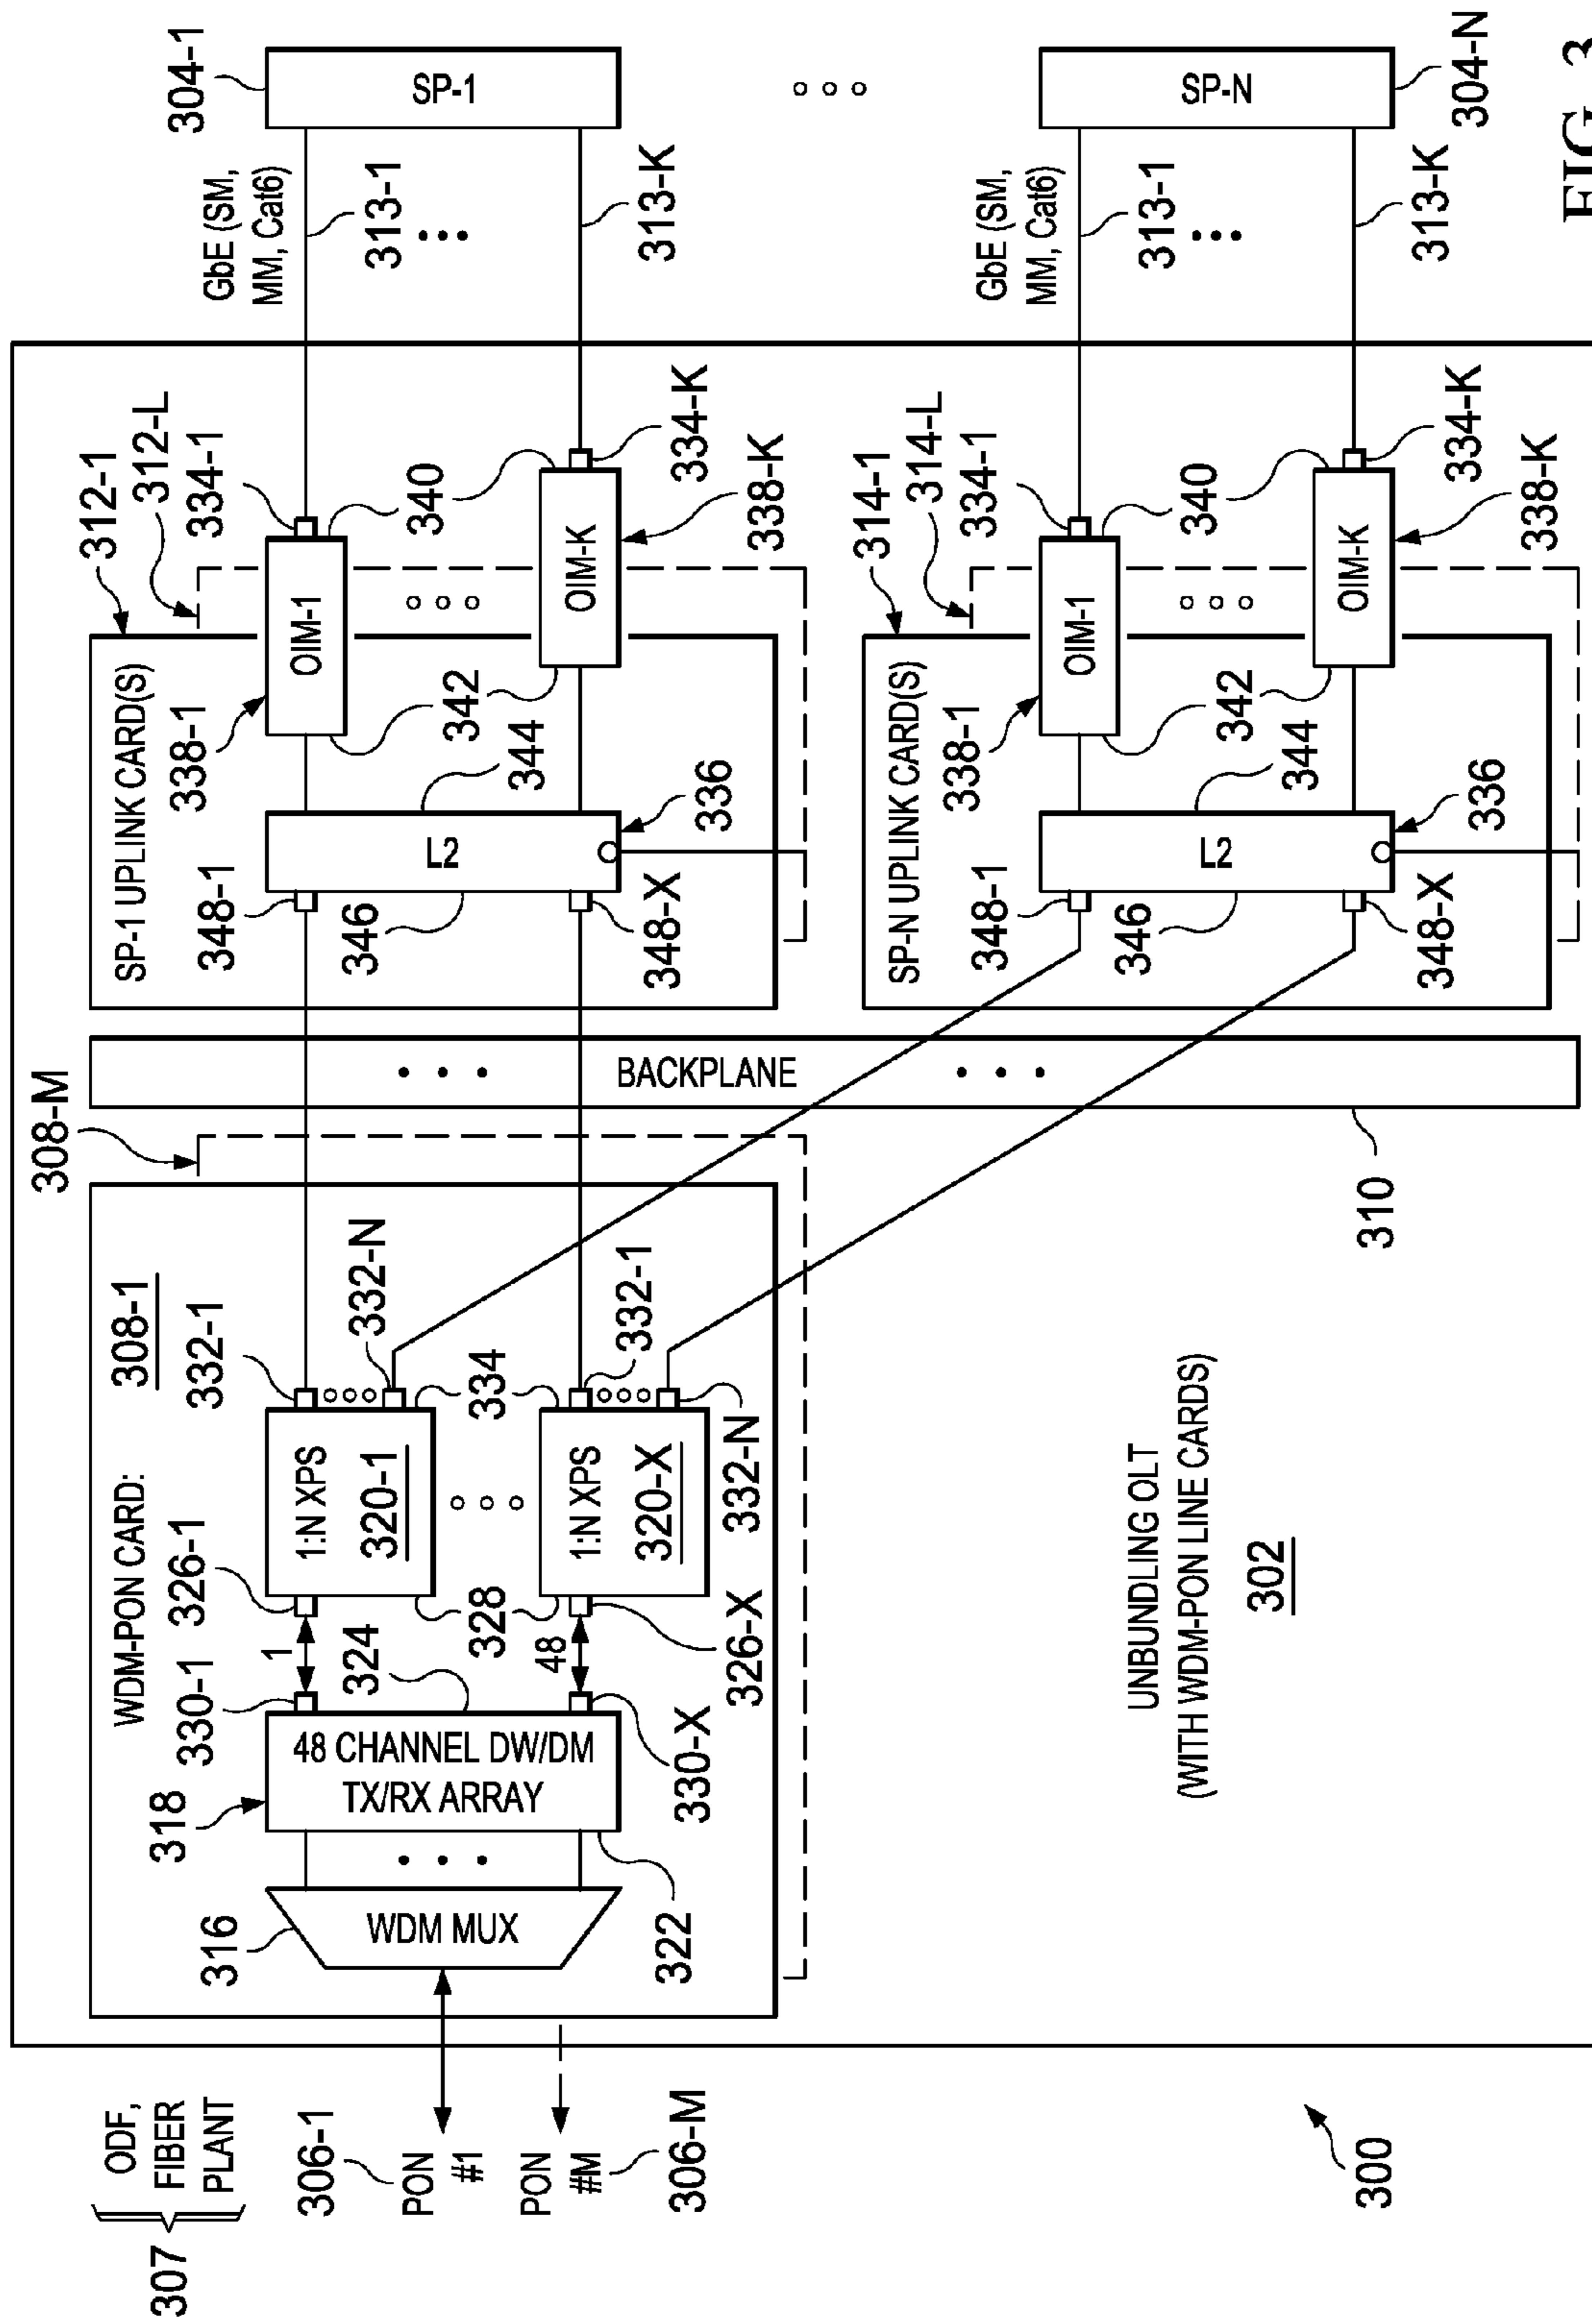 307
ODF,
FIBER
PLANT
306-1
PON
#1
PON
#M
306-M
300
308-M
308-1
WDM-PON CARD:
316
WDM MUX
318
48 CHANNEL DW/DM
TX/RX ARRAY
322
324
330-1
330-X
1
48
326-1
326-X
328
1:N XPS
320-1
1:N XPS
320-X
334
332-1
332-N
332-1
332-N
BACKPLANE
310
UNBUNDLING OLT
(WITH WDM-PON LINE CARDS)
302
312-1
312-L
SP-1 UPLINK CARD(S)
348-1
346
348-X
L2
344
336
338-1
342
OIM-1
OIM-K
340
334-1
334-K
338-K
GbE (SM,
MM, Cat6)
313-1
313-K
304-1
SP-1
314-1
314-L
SP-N UPLINK CARD(S)
348-1
346
348-X
L2
344
336
338-1
342
OIM-1
OIM-K
340
334-1
334-K
338-K
GbE (SM,
MM, Cat6)
313-1
313-K
SP-N
304-N
FIG. 3